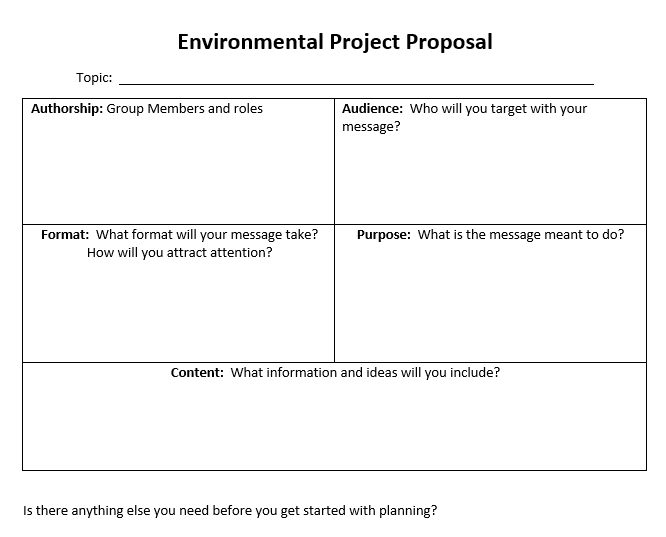 Environmental Project Proposal
Topic:
Authorship: Group Members and roles
Audience: Who will you target with your
message?
Format: What format will your message take?
How will you attract attention?
Purpose: What is the message meant to do?
Content: What information and ideas will you include?
Is there anything else you need before you get started with planning?